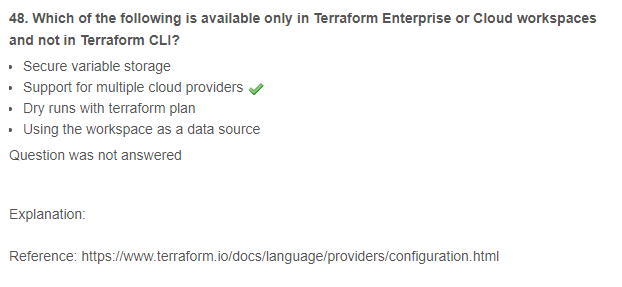 48. Which of the following is available only in Terraform Enterprise or Cloud workspaces
and not in Terraform CLI?
• Secure variable storage
• Support for multiple cloud providers
• Dry runs with terraform plan
• Using the workspace as a data source
Question was not answered
Explanation:
Reference: https://www.terraform.io/docs/language/providers/configuration.html